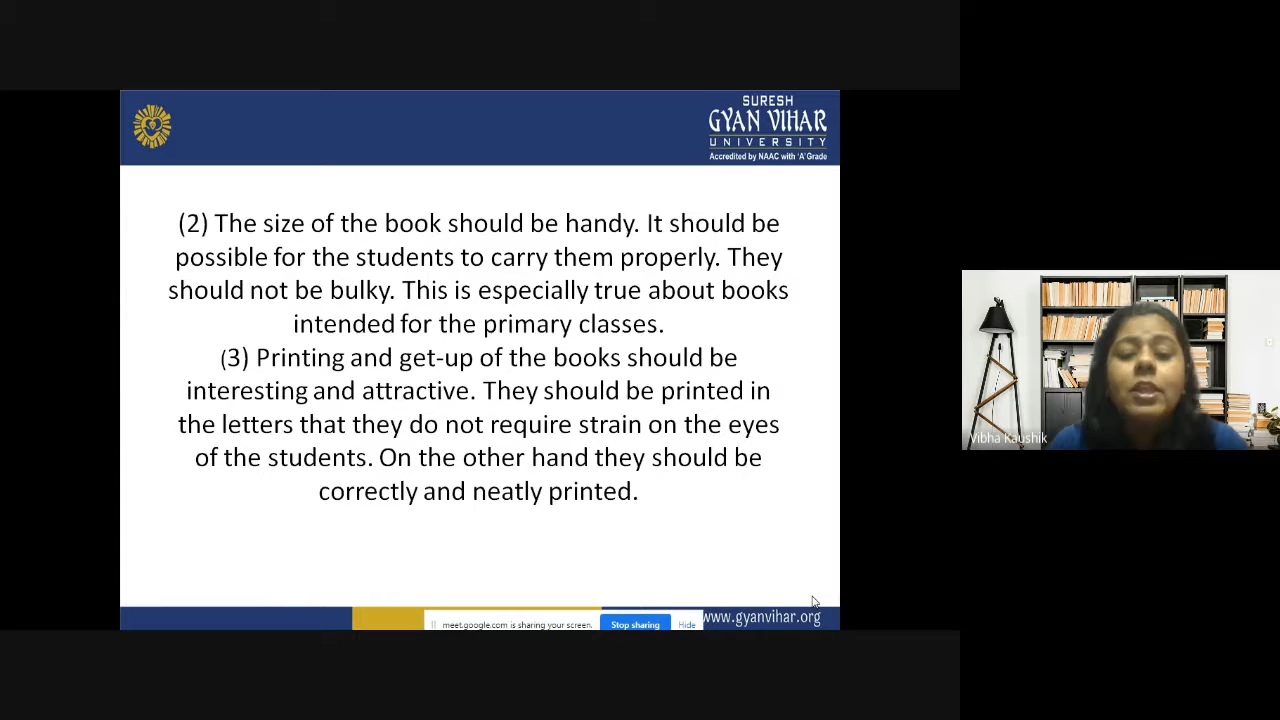 SURESH
GYAN VIHAR
UNIVERSITY
Accredited by NAAC with 'A' Grade
(2) The size of the book should be handy. It should be
possible for the students to carry them properly. They
should not be bulky. This is especially true about books
intended for the primary classes.
(3) Printing and get-up of the books should be
interesting and attractive. They should be printed in
the letters that they do not require strain on the eyes
of the students. On the other hand they should be
correctly and neatly printed.
Vibha Kaushik
meet.google.com is sharing your screen.
Stop sharing
Hide
www.gyanvihar.org